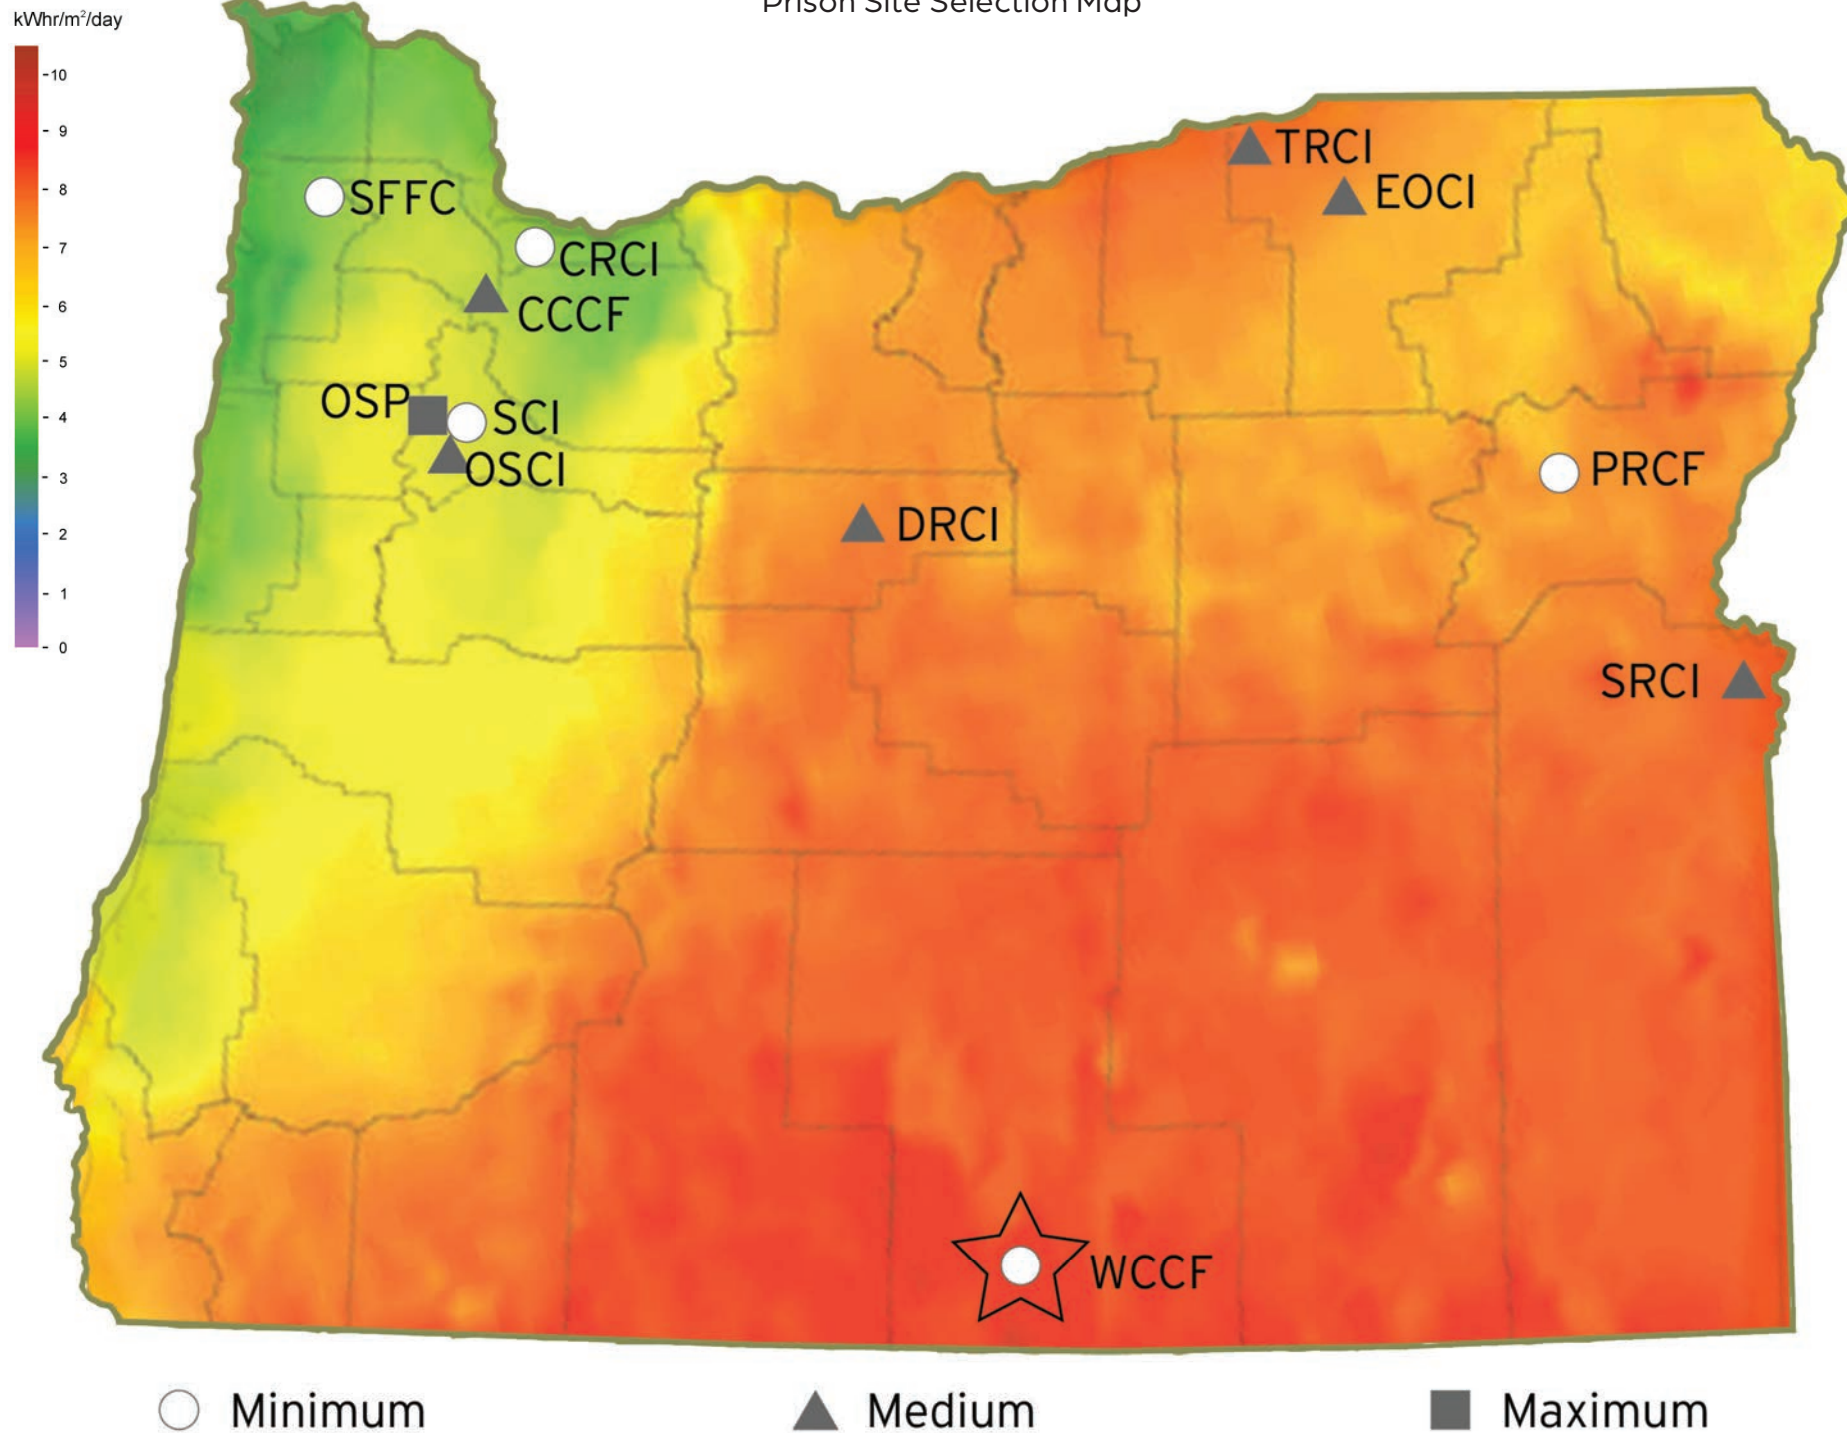 Prison Site Selection Map
kWhr/m²/day
10
9
8
7
6
5
4
3
2
1
0
TRCI
EOCI
SFFC
CRCI
CCCF
OSP
SCI
OSCI
PRCF
DRCI
SRCI
WCCF
Minimum
Medium
Maximum